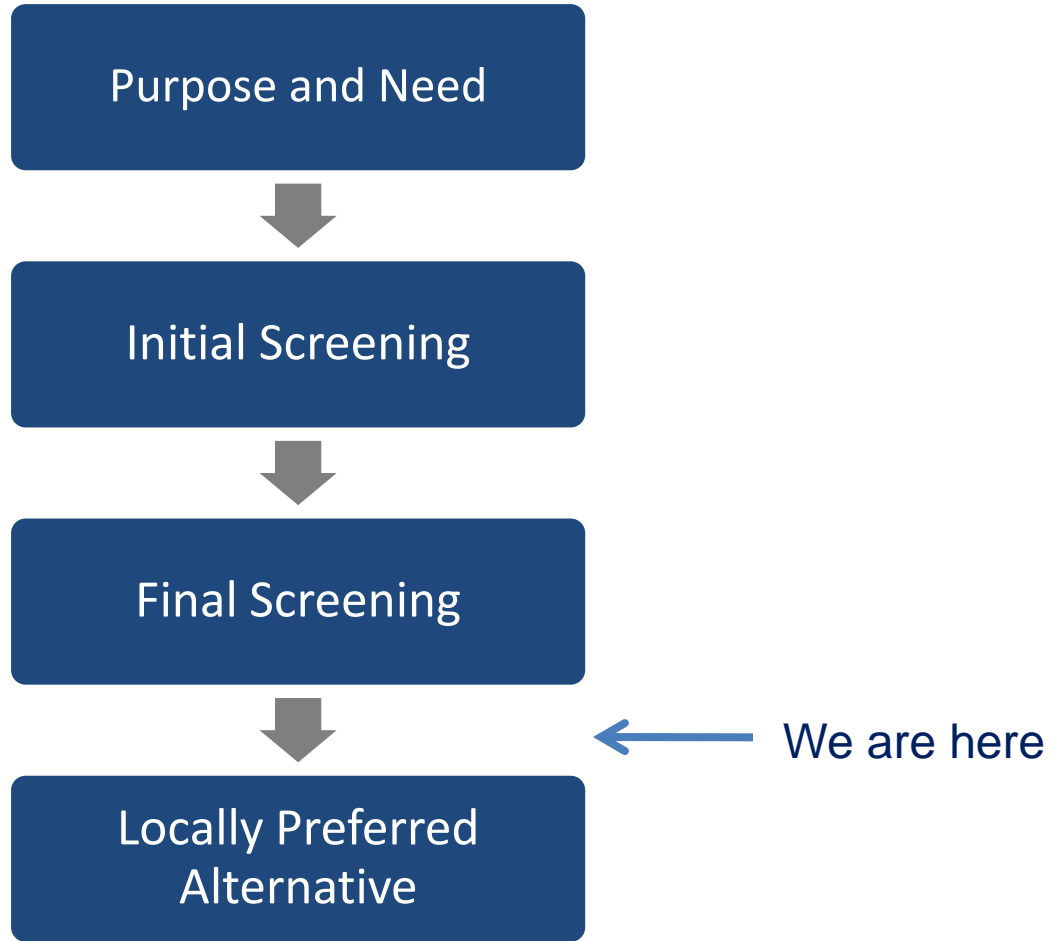 Purpose and Need
Initial Screening
Final Screening
We are here
Locally Preferred
Alternative